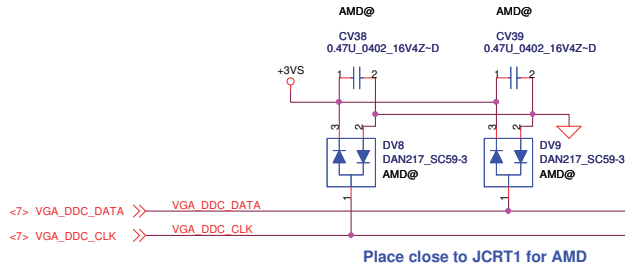 AMD@ AMD@
CV38 CV39
0.47U_0402_16V4Z~D 0.47U_0402_16V4Z~D
+3VS 1 2 1 2
3 2 3 2
DV8 DV9
DAN217_SC59-3 DAN217_SC59-3
AMD@ AMD@
1 1
<7> VGA_DDC_DATA VGA_DDC_DATA
<7> VGA_DDC_CLK VGA_DDC_CLK
Place close to JCRT1 for AMD